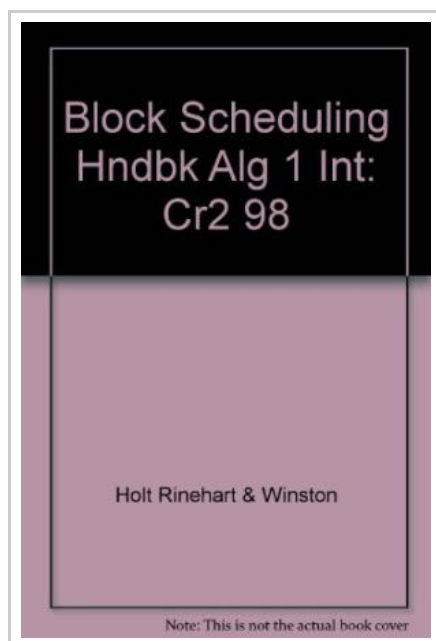 Block Scheduling
Hndbk Alg 1 Int:
Cr2 98
Holt Rinehart & Winston
Note: This is not the actual book cover